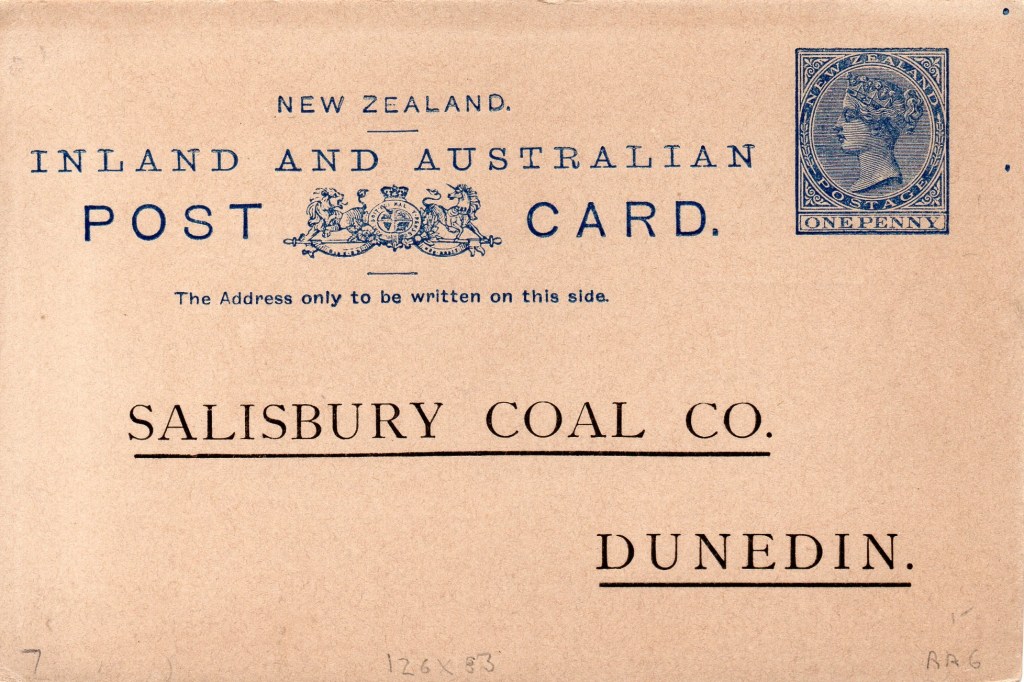 NEW ZEALAND.
INLAND AND AUSTRALIAN
POST CARD.
The Address only to be written on this side.
NEW ZEALAND
POSTAGE
ONE PENNY
SALISBURY COAL CO.
DUNEDIN.
7
126 x 83
AA6